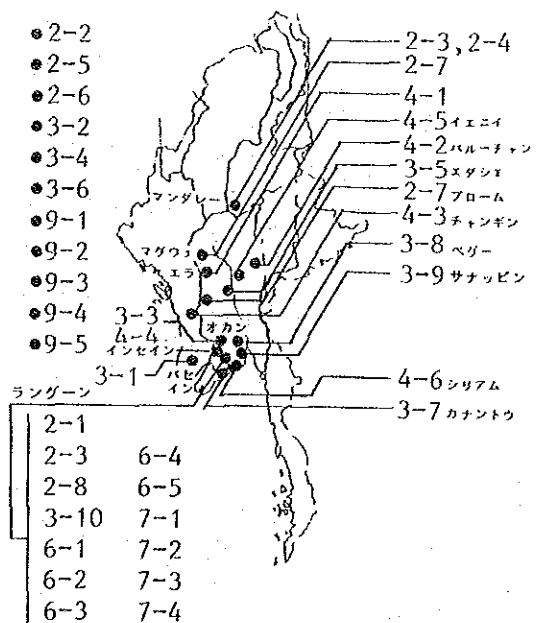 2-2
2-5
2-6
3-2
3-4
3-6
9-1
9-2
9-3
9-4
9-5
2-3, 2-4
2-7
4-1
4-5 イエニイ
4-2 バルーチャン
3-5 エダシエ
2-7 プローム
4-3 チャンギン
3-8 ペグー
3-9 サナッピン
マンダレー
マグウェ
エラ
3-3
4-4
オカン
インセイン
3-1
バセイン
4-6 シリアム
3-7 カナントウ
ラングーン
2-1
2-3 6-4
2-8 6-5
3-10 7-1
6-1 7-2
6-2 7-3
6-3 7-4